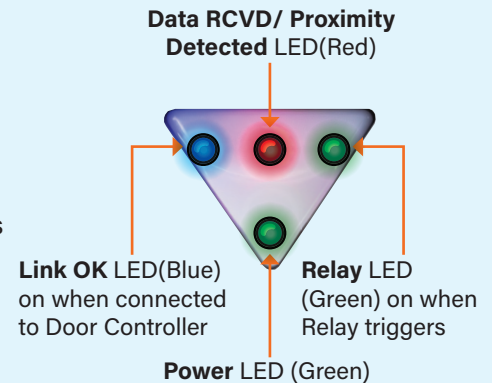 Data RCVD/ Proximity
Detected LED(Red)
s
Link OK LED(Blue)
on when connected
to Door Controller
Relay LED
(Green) on when
Relay triggers
Power LED (Green)